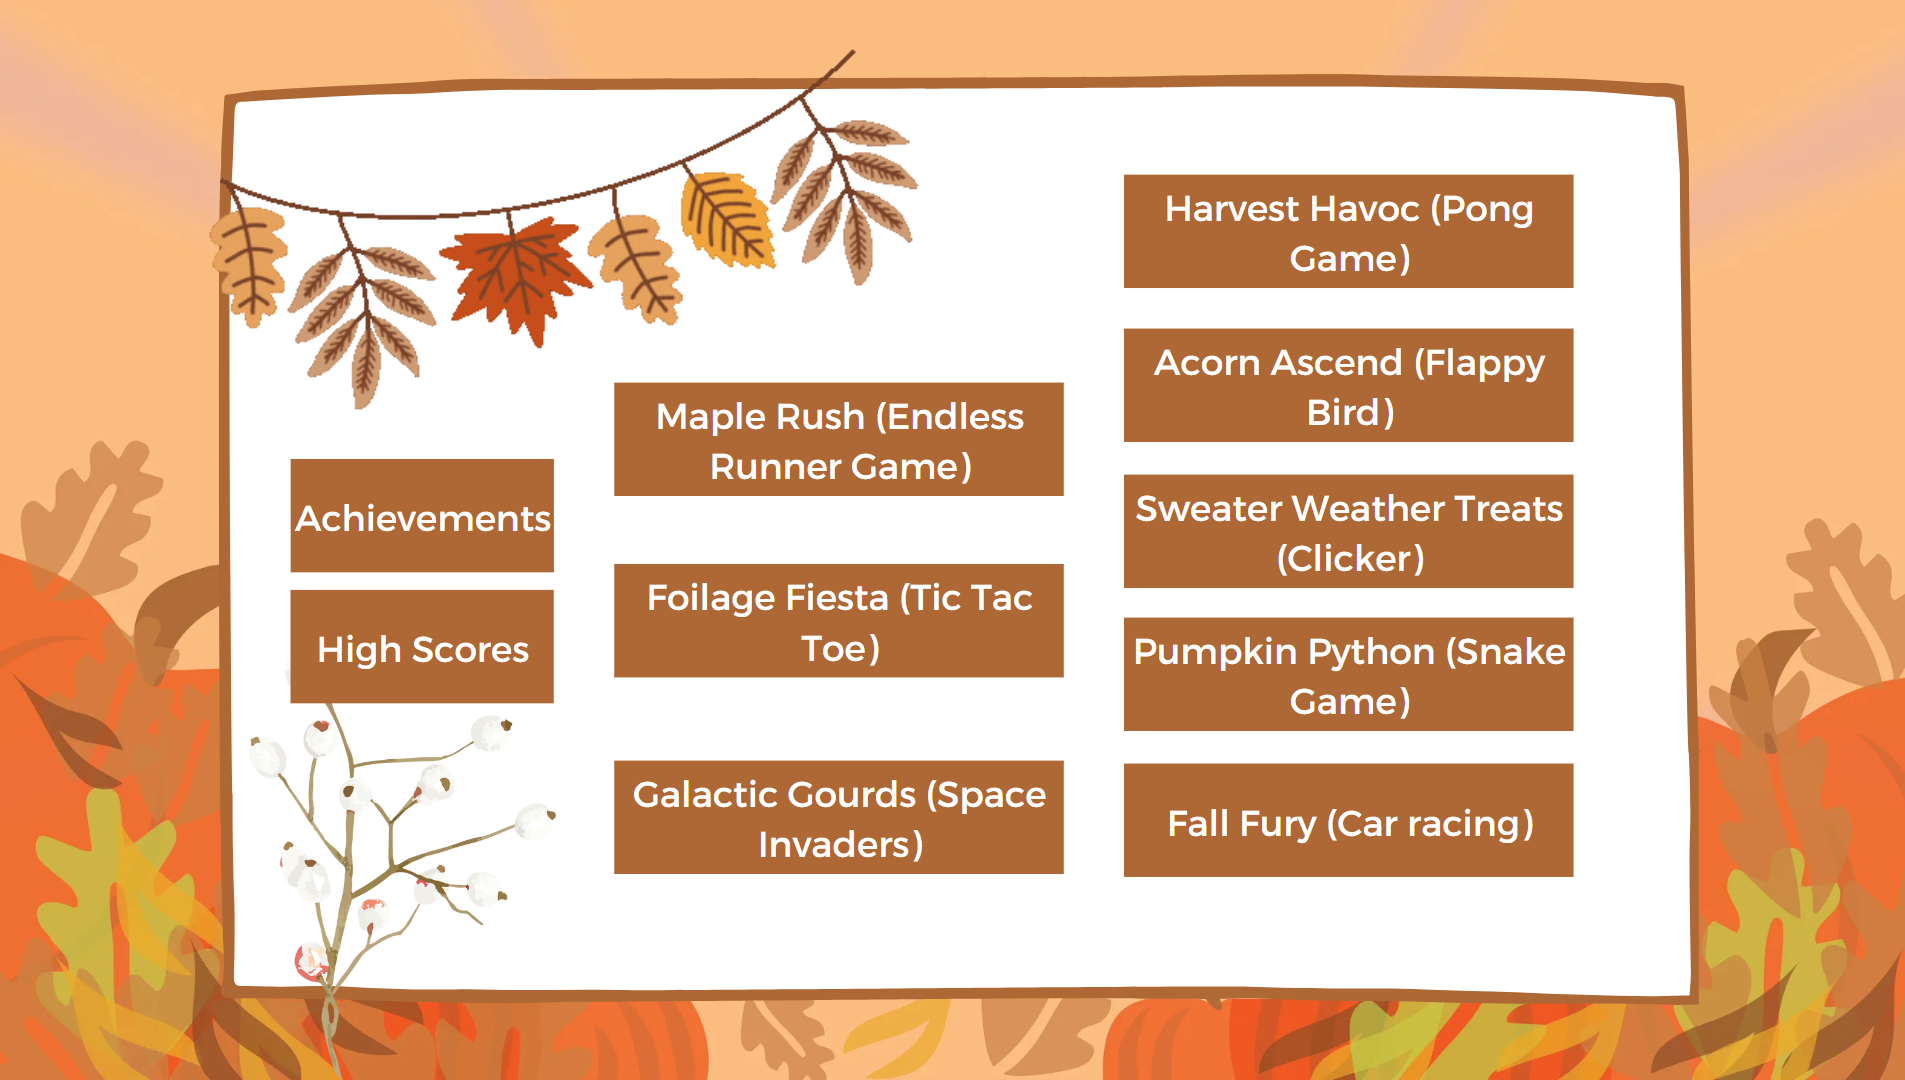 Achievements
High Scores
Maple Rush (Endless
Runner Game)
Foilage Fiesta (Tic Tac
Toe)
Galactic Gourds (Space
Invaders)
Harvest Havoc (Pong
Game)
Acorn Ascend (Flappy
Bird)
Sweater Weather Treats
(Clicker)
Pumpkin Python (Snake
Game)
Fall Fury (Car racing)